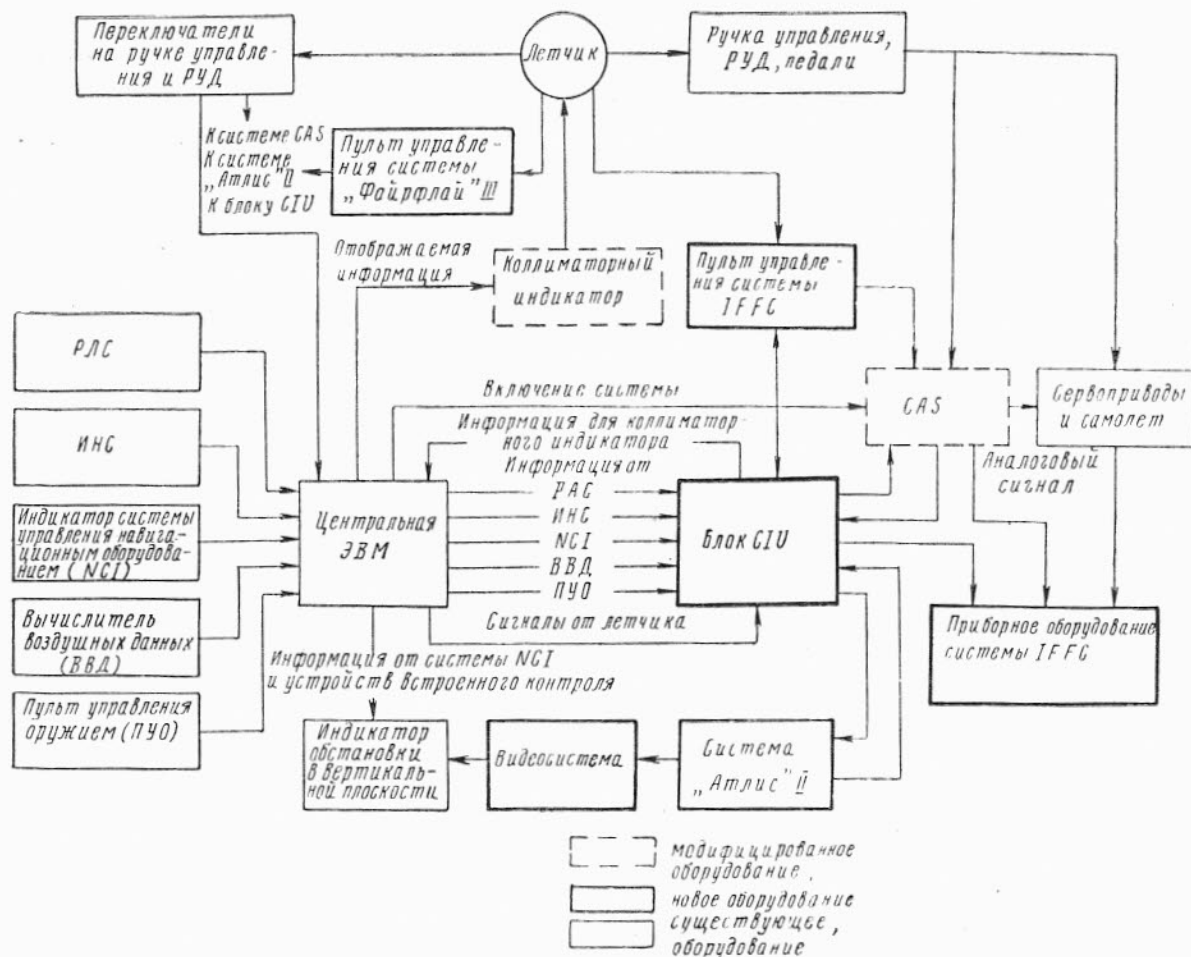 Переключатели
на ручке управле-
ния и РУД
Летчик
Ручка управления,
РУД, педали
К системе CAS
К системе
„Атлис" II
К блоку CIU
Пульт управле-
ния системы
„Файрфлай" III
Отображаемая
информация
Коллиматорный
индикатор
Пульт управле-
ния системы
IFFC
РЛС
ИНС
Индикатор системы
управления навига-
ционным оборудова-
нием (NCI)
Вычислитель
воздушных данных
(ВВД)
Пульт управления
оружием (ПУО)
Включение системы
Информация для коллиматор-
ного индикатора
Информация от
РАС
ИНС
NCI
ВВД
ПУО
Сигналы от летчика
Центральная
ЭВМ
Блок CIU
CAS
Сервоприводы
и самолет
Аналоговый
сигнал
Приборное оборудование
системы IFFC
Информация от системы NCI
и устройств встроенного контроля
Индикатор
обстановки
в вертикаль-
ной плоскости
Видеосистема
Система
„Атлис" II
модифицированное
оборудование,
новое оборудование
существующее,
оборудование